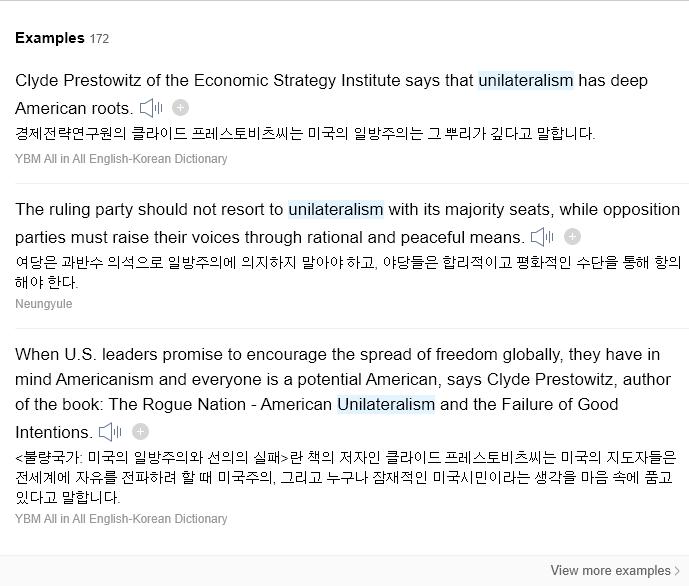 Examples 172
Clyde Prestowitz of the Economic Strategy Institute says that unilateralism has deep
American roots.
경제전략연구원의 클라이드 프레스토비츠씨는 미국의 일방주의는 그 뿌리가 깊다고 말합니다.
YBM All in All English-Korean Dictionary
The ruling party should not resort to unilateralism with its majority seats, while opposition
parties must raise their voices through rational and peaceful means.
여당은 과반수 의석으로 일방주의에 의지하지 말아야 하고, 야당들은 합리적이고 평화적인 수단을 통해 항의
해야 한다.
Neungyule
When U.S. leaders promise to encourage the spread of freedom globally, they have in
mind Americanism and everyone is a potential American, says Clyde Prestowitz, author
of the book: The Rogue Nation - American Unilateralism and the Failure of Good
Intentions.
<불량국가: 미국의 일방주의와 선의의 실패>란 책의 저자인 클라이드 프레스토비츠씨는 미국의 지도자들은
전세계에 자유를 전파하려 할 때 미국주의, 그리고 누구나 잠재적인 미국시민이라는 생각을 마음 속에 품고
있다고 말합니다.
YBM All in All English-Korean Dictionary
View more examples >